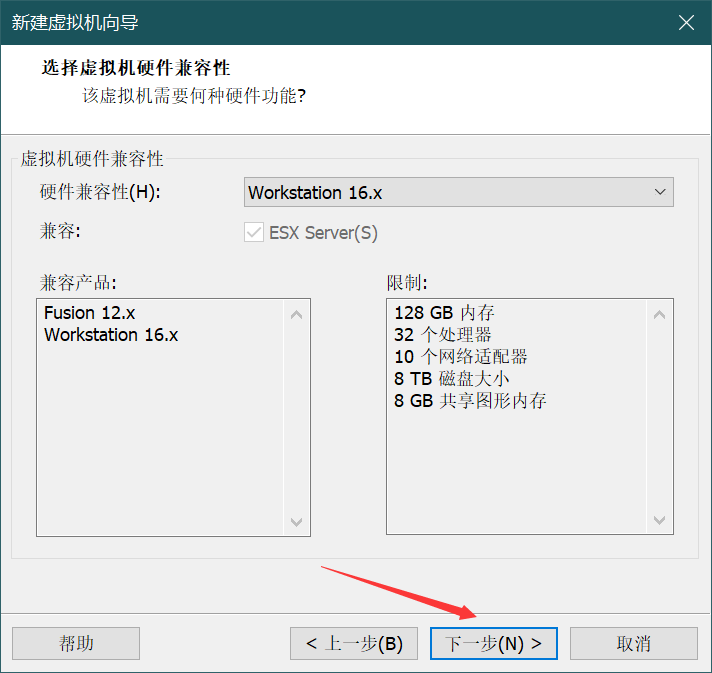 新建虚拟机向导
选择虚拟机硬件兼容性
该虚拟机需要何种硬件功能?
虚拟机硬件兼容性
硬件兼容性(H):
Workstation 16.x
兼容:
ESX Server(S)
兼容产品:
Fusion 12.x
Workstation 16.x
限制:
128 GB 内存
32 个处理器
10 个网络适配器
8 TB 磁盘大小
8 GB 共享图形内存
帮助
< 上一步(B)
下一步(N) >
取消